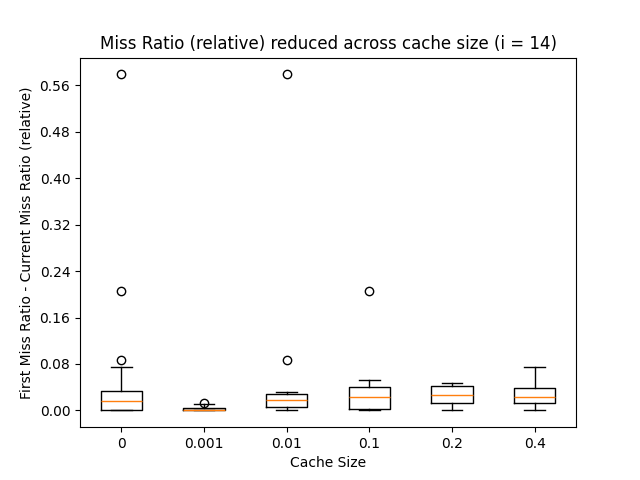 Miss Ratio (relative) reduced across cache size (i = 14)
First Miss Ratio - Current Miss Ratio (relative)
0.56
0.48
0.40
0.32
0.24
0.16
0.08
0.00
0 0.001 0.01 0.1 0.2 0.4
Cache Size